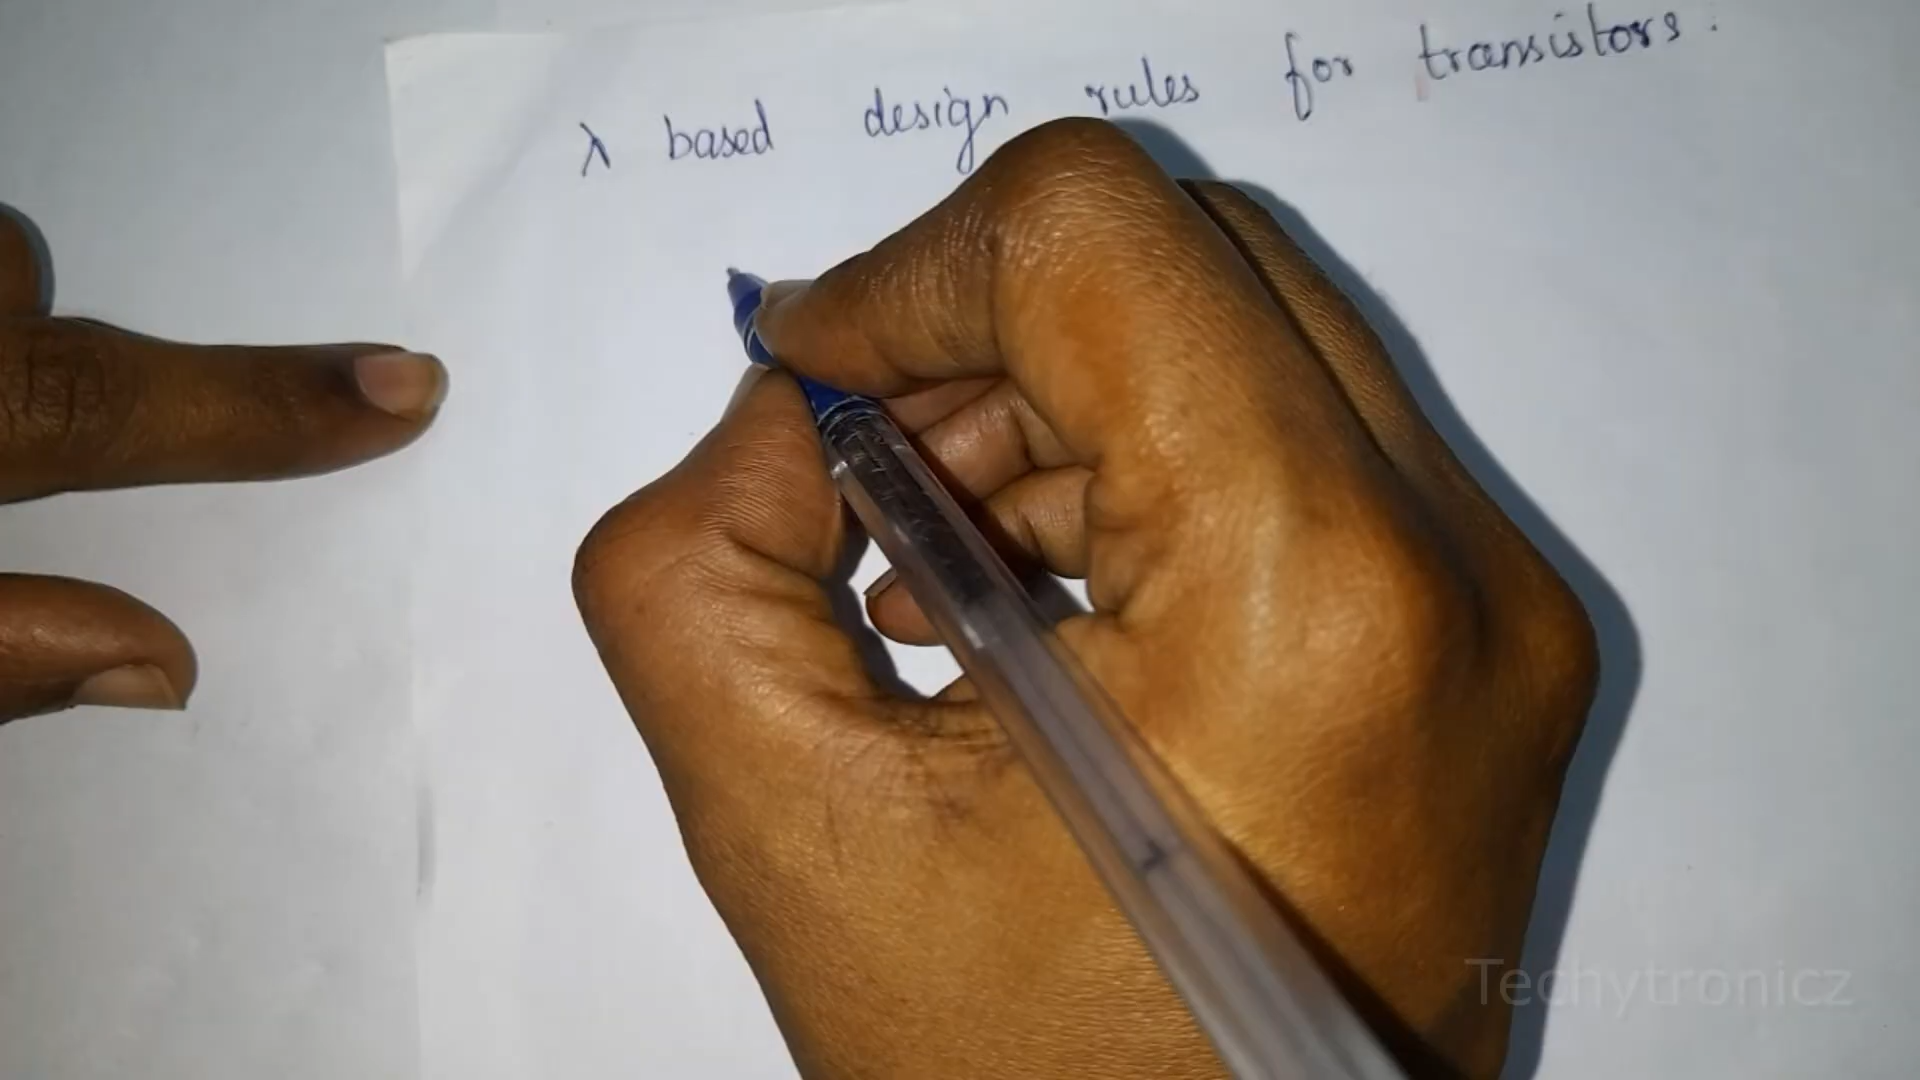 λ based design rules for transistors.
Techytronicz